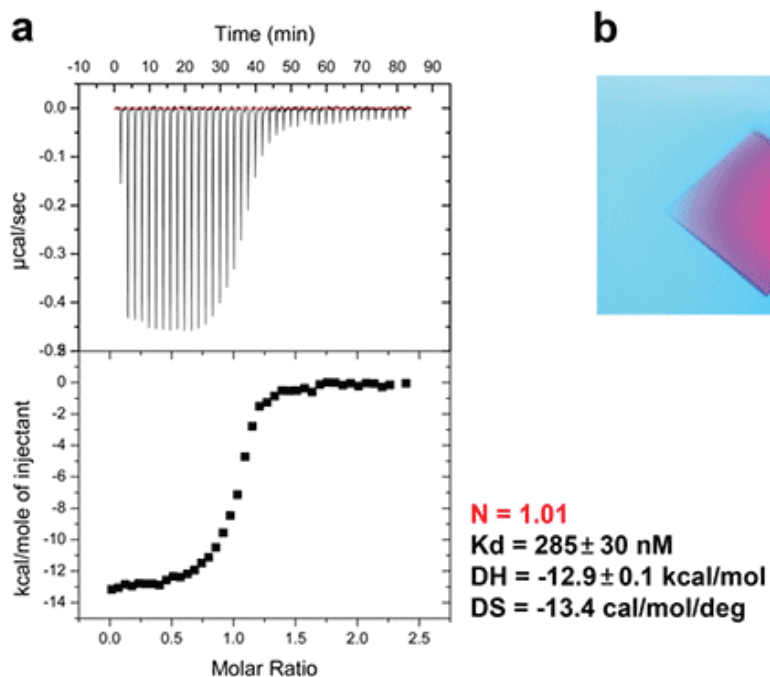 a
b
Time (min)
-10 0 10 20 30 40 50 60 70 80 90
0.0
-0.1
-0.2
-0.3
-0.4
µcal/sec
0
-2
-4
-6
-8
-10
-12
-14
kcal/mole of injectant
0.0 0.5 1.0 1.5 2.0 2.5
Molar Ratio
N = 1.01
Kd = 285± 30 nM
DH = -12.9± 0.1 kcal/mol
DS = -13.4 cal/mol/deg